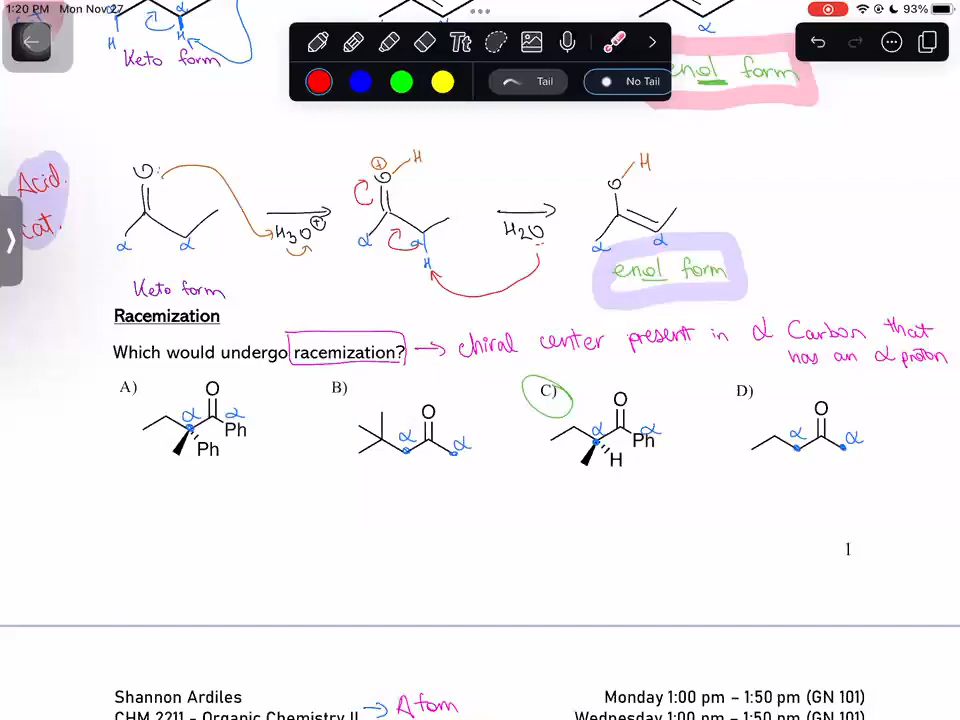 1:20 PM Mon Nov 27
93%
α
α
H
H
Keto form
α
Tt
Tail
No Tail
enol form
Acid.
cat.
O:
α
α
H3O⊕
Keto form
⊕ H
O
α
α
H
H2O
H
O
α
α
enol form
Racemization
Which would undergo racemization? → chiral center present in α Carbon that
has an α proton
A)
O
α
α
Ph
Ph
B)
O
α
α
C)
O
α
α
Ph
H
D)
O
α
α
1
Shannon Ardiles
Monday 1:00 pm – 1:50 pm (GN 101)
CHM 2211 - Organic Chemistry II
→ Atom
Wednesday 1:00 pm – 1:50 pm (GN 101)